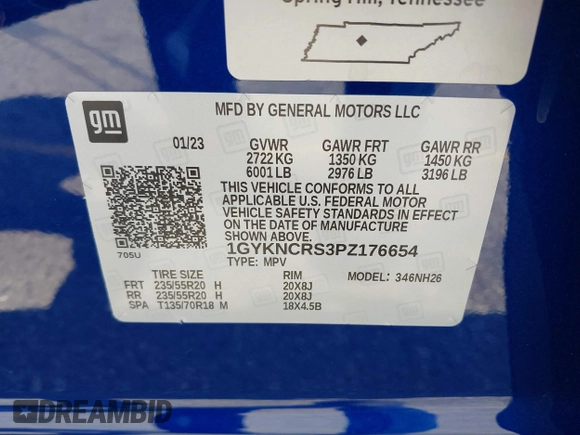 Spring Hill, Tennessee
gm
MFD BY GENERAL MOTORS LLC
01/23 GVWR GAWR FRT GAWR RR
2722 KG 1350 KG 1450 KG
6001 LB 2976 LB 3196 LB
THIS VEHICLE CONFORMS TO ALL
APPLICABLE U.S. FEDERAL MOTOR
VEHICLE SAFETY STANDARDS IN EFFECT
ON THE DATE OF MANUFACTURE
SHOWN ABOVE.
705U
1GYKNCRS3PZ176654
TYPE: MPV MODEL: 346NH26
TIRE SIZE RIM
FRT 235/55R20 H 20X8J
RR 235/55R20 H 20X8J
SPA T135/70R18 M 18X4.5B
DREAMBID